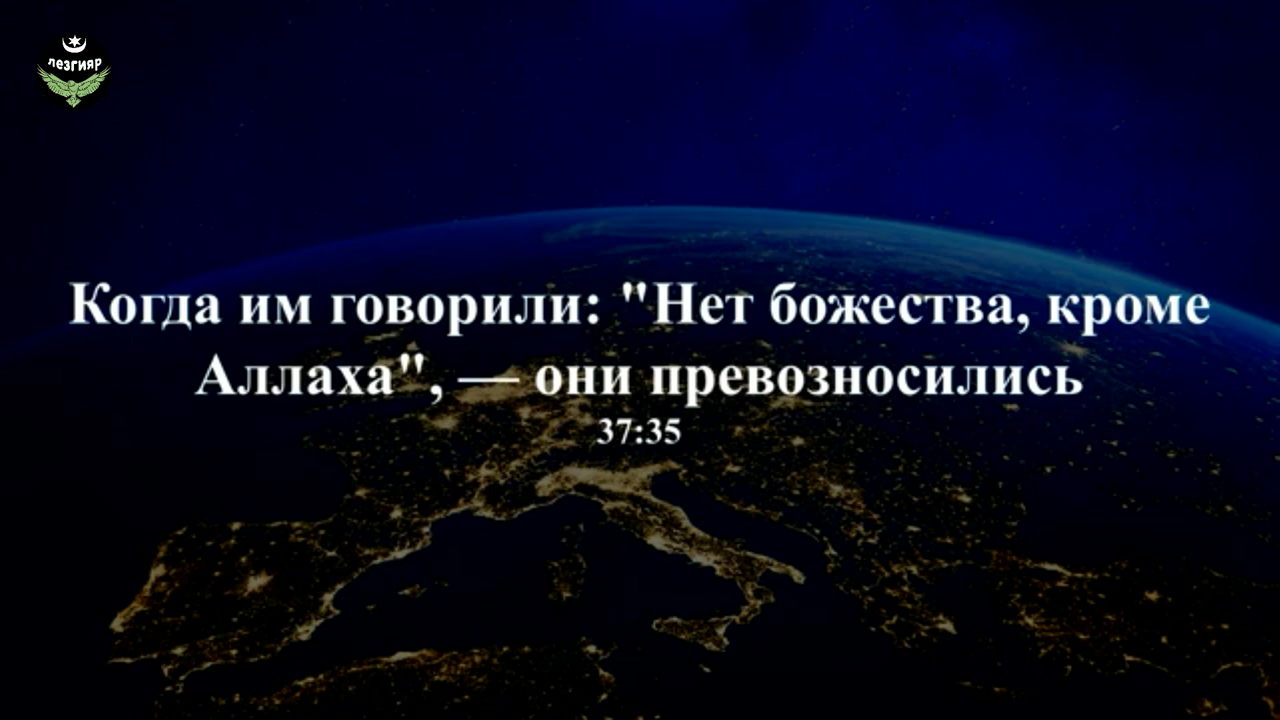 лезгияр
Когда им говорили: "Нет божества, кроме
Аллаха", — они превозносились
37:35